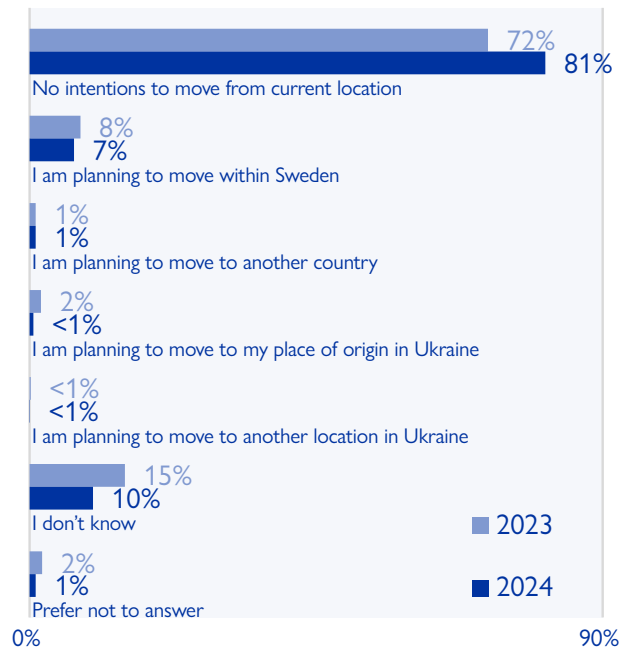 72%
81%
No intentions to move from current location
8%
7%
I am planning to move within Sweden
1%
1%
I am planning to move to another country
2%
<1%
I am planning to move to my place of origin in Ukraine
<1%
<1%
I am planning to move to another location in Ukraine
15%
10%
I don’t know
2023
2%
1%
2024
Prefer not to answer
0% 90%